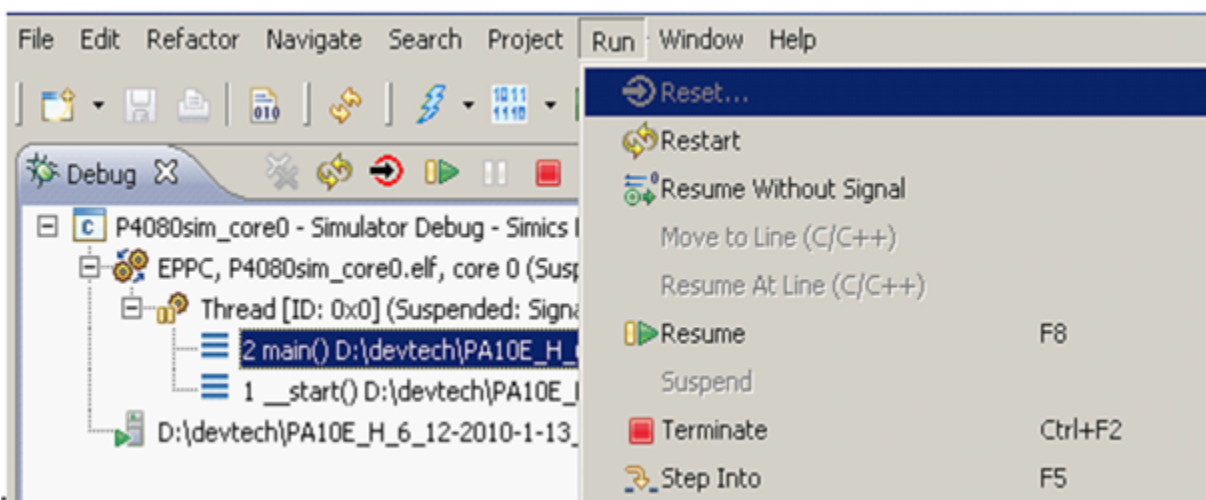 File Edit Refactor Navigate Search Project Run Window Help
Reset...
Restart
Resume Without Signal
Move to Line (C/C++)
Resume At Line (C/C++)
Resume F8
Suspend
Terminate Ctrl+F2
Step Into F5
010
1011
1110
Debug
P4080sim_core0 - Simulator Debug - Simics
EPPC, P4080sim_core0.elf, core 0 (Susp
Thread [ID: 0x0] (Suspended: Signa
2 main() D:\devtech\PA10E_H_
1 __start() D:\devtech\PA10E_
D:\devtech\PA10E_H_6_12-2010-1-13_